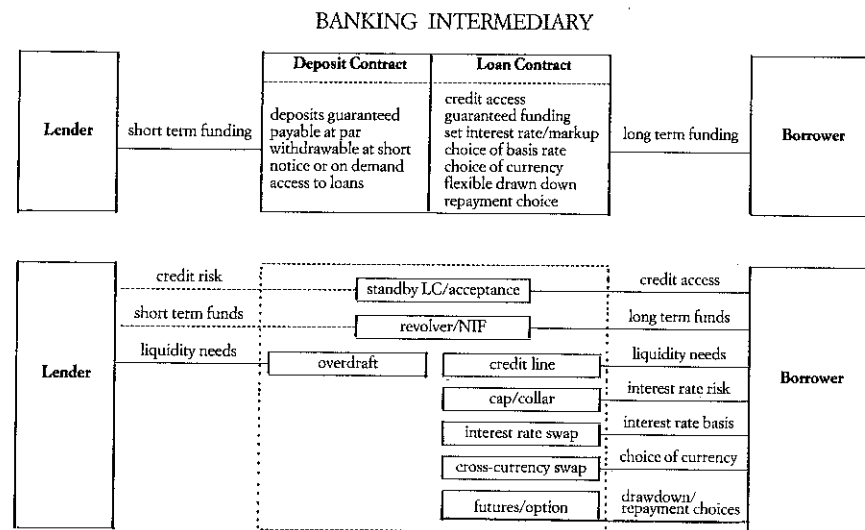 BANKING INTERMEDIARY
Deposit Contract
Loan Contract
Lender
short term funding
deposits guaranteed
payable at par
withdrawable at short
notice or on demand
access to loans
credit access
guaranteed funding
set interest rate/markup
choice of basis rate
choice of currency
flexible drawn down
repayment choice
long term funding
Borrower
credit risk
standby LC/acceptance
credit access
short term funds
revolver/NIF
long term funds
liquidity needs
overdraft
credit line
liquidity needs
Lender
cap/collar
interest rate risk
Borrower
interest rate swap
interest rate basis
cross-currency swap
choice of currency
futures/option
drawdown/
repayment choices